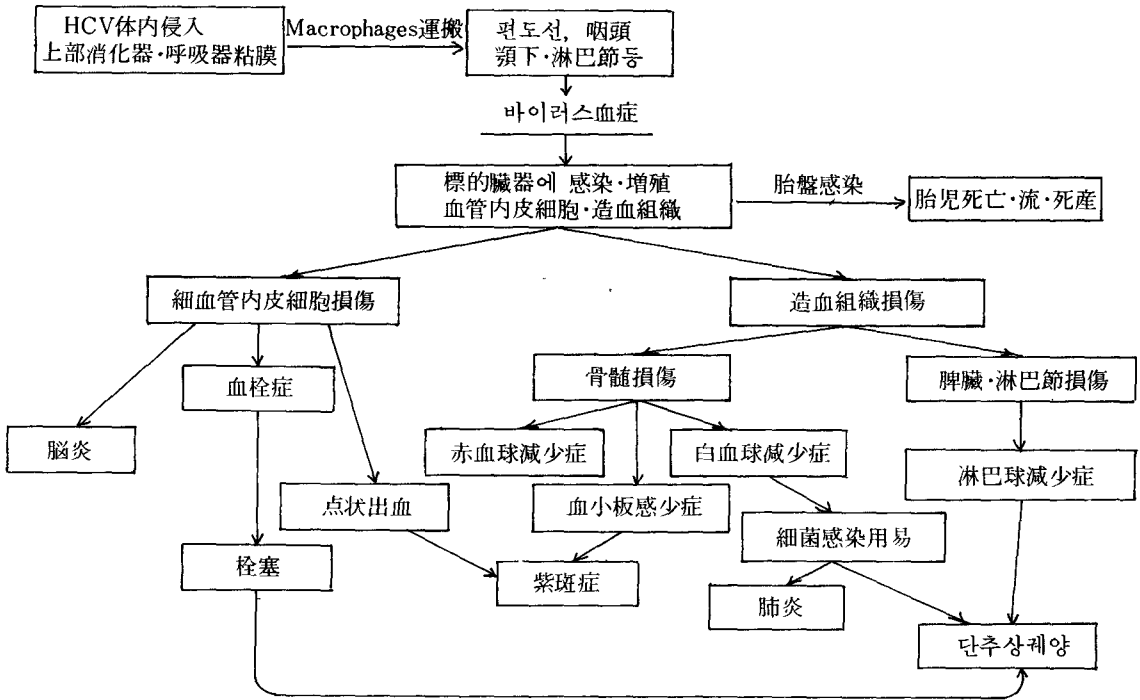 HCV体内侵入
上部消化器·呼吸器粘膜
Macrophages運搬
편도선, 咽頭
顎下·淋巴節등
바이러스血症
標的臟器에 感染·增殖
血管内皮細胞·造血組織
胎盤感染
胎児死亡·流·死産
細血管内皮細胞損傷
造血組織損傷
血栓症
骨髄損傷
脾臓·淋巴節損傷
脳炎
赤血球減少症
白血球減少症
淋巴球減少症
点状出血
血小板感少症
細菌感染用易
栓塞
紫斑症
肺炎
단추상궤양